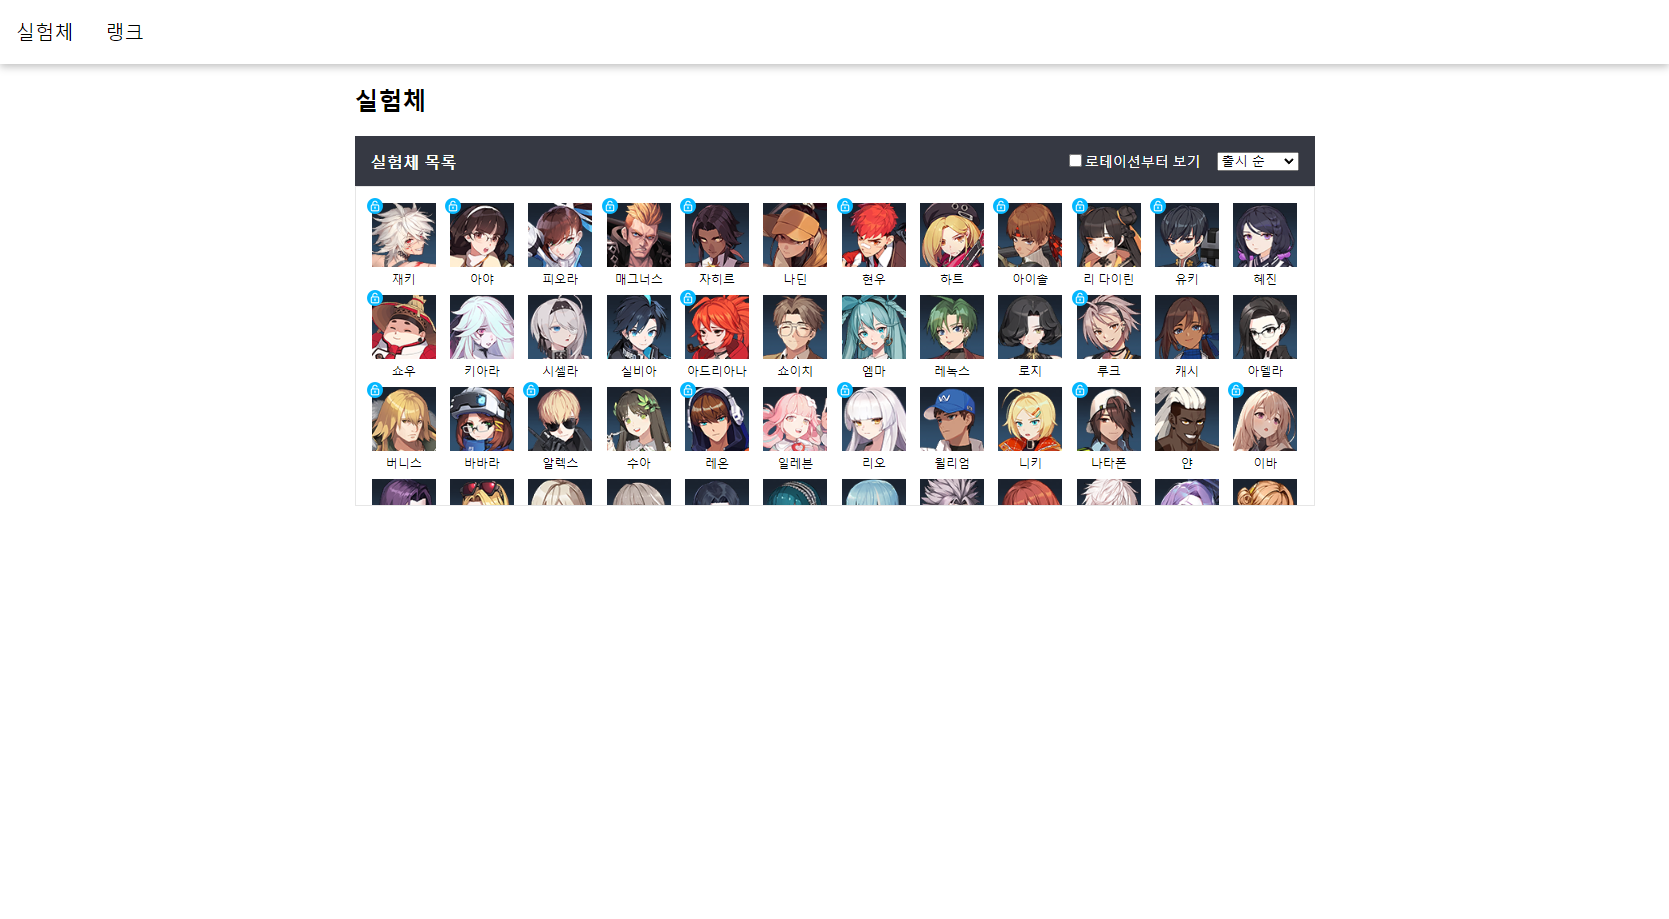 실험체 랭크
실험체
실험체 목록 로테이션부터 보기 출시 순
재키 아야 피오라 매그너스 자히르 나딘 현우 하트 아이솔 리 다이린 유키 혜진
쇼우 키아라 시셀라 실비아 아드리아나 쇼이치 엠마 레녹스 로지 루크 캐시 아델라
버니스 바바라 알렉스 수아 레온 일레븐 리오 윌리엄 니키 나타폰 얀 이바